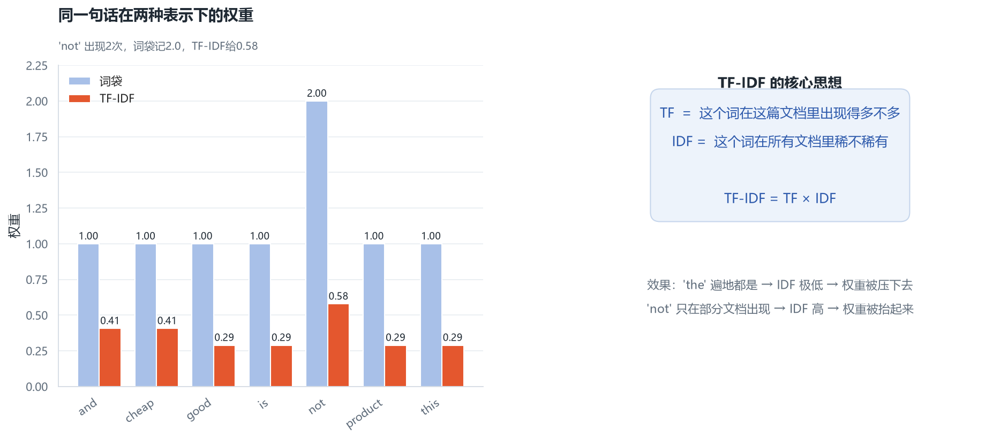 同一句话在两种表示下的权重
'not' 出现2次，词袋记2.0，TF-IDF给0.58
权重
2.25
2.00
1.75
1.50
1.25
1.00
0.75
0.50
0.25
0.00
词袋
TF-IDF
1.00
0.41
1.00
0.41
1.00
0.29
1.00
0.29
2.00
0.58
1.00
0.29
1.00
0.29
and
cheap
good
is
not
product
this
TF-IDF 的核心思想
TF = 这个词在这篇文档里出现得多不多
IDF = 这个词在所有文档里稀不稀有
TF-IDF = TF × IDF
效果：'the' 遍地都是 → IDF 极低 → 权重被压下去
'not' 只在部分文档出现 → IDF 高 → 权重被抬起来